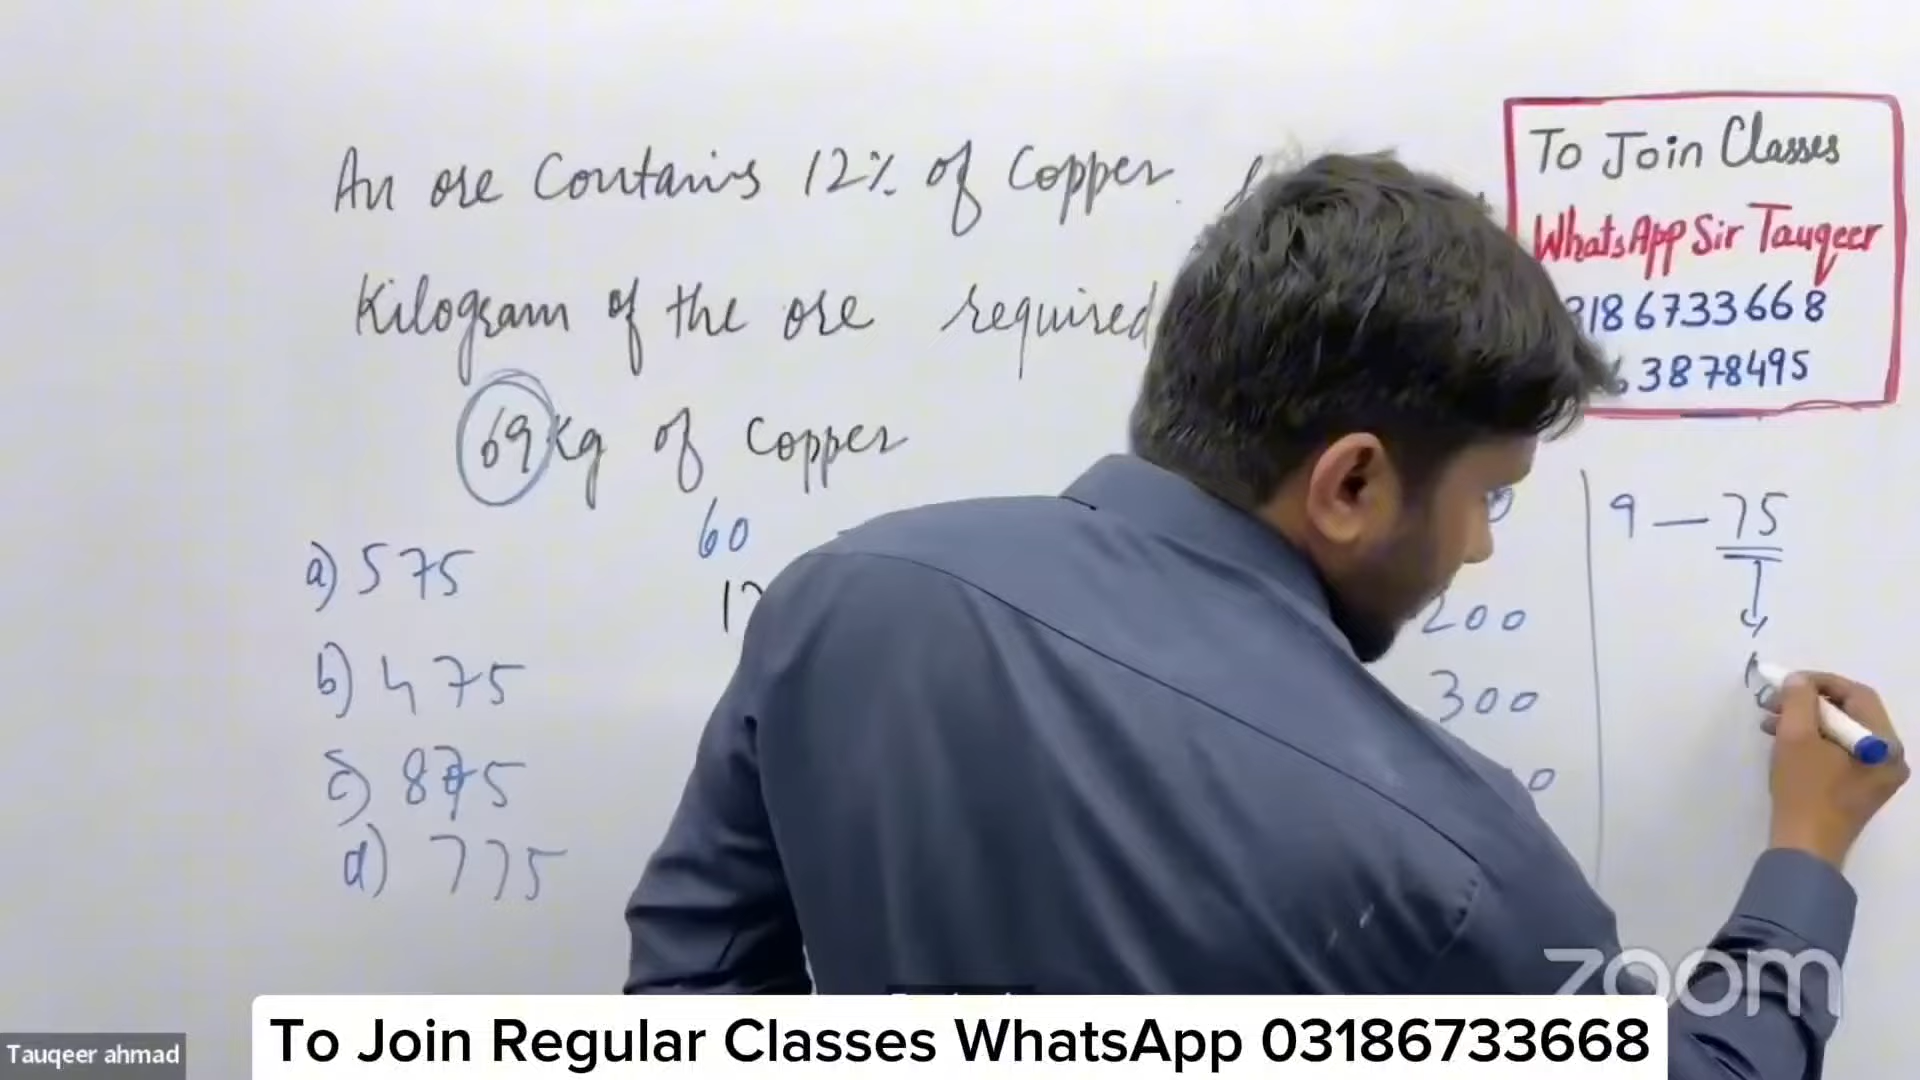 An ore Contains 12% of Copper.
Kilogram of the ore required
69 Kg of Copper
a) 575
b) 475
c) 875
d) 775
60
200
300
9 — 75
To Join Classes
WhatsApp Sir Tauqeer
3186733668
3878495
zoom
To Join Regular Classes WhatsApp 03186733668
Tauqeer ahmad